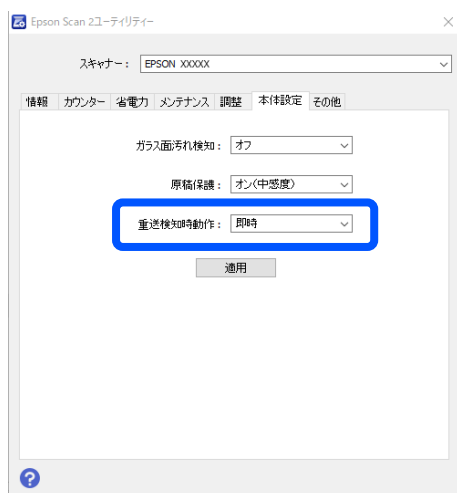 Epson Scan 2ユーティリティー
スキャナー： EPSON XXXXX
情報 カウンター 省電力 メンテナンス 調整 本体設定 その他
ガラス面汚れ検知： オフ
原稿保護： オン(中感度)
重送検知時動作： 即時
適用